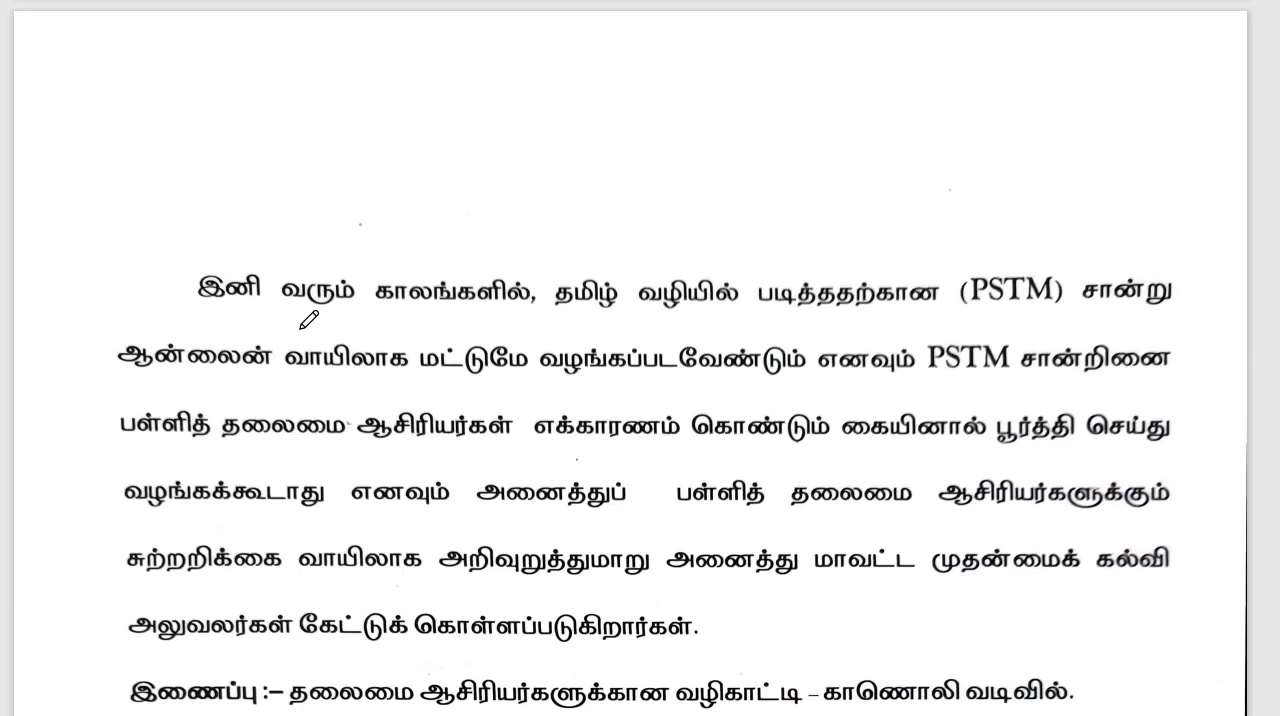 இனி வரும் காலங்களில், தமிழ் வழியில் படித்ததற்கான (PSTM) சான்று
ஆன்லைன் வாயிலாக மட்டுமே வழங்கப்படவேண்டும் எனவும் PSTM சான்றினை
பள்ளித் தலைமை ஆசிரியர்கள் எக்காரணம் கொண்டும் கையினால் பூர்த்தி செய்து
வழங்கக்கூடாது எனவும் அனைத்துப் பள்ளித் தலைமை ஆசிரியர்களுக்கும்
சுற்றறிக்கை வாயிலாக அறிவுறுத்துமாறு அனைத்து மாவட்ட முதன்மைக் கல்வி
அலுவலர்கள் கேட்டுக் கொள்ளப்படுகிறார்கள்.
இணைப்பு :– தலைமை ஆசிரியர்களுக்கான வழிகாட்டி – காணொலி வடிவில்.